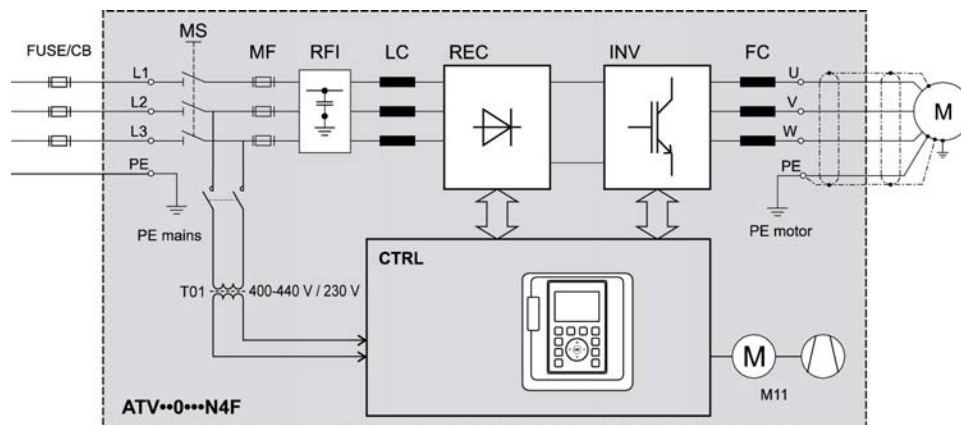 FUSE/CB
MS
MF
RFI
LC
REC
INV
FC
L1
L2
L3
PE
PE mains
U
V
W
PE
PE motor
M
T01
400-440 V / 230 V
CTRL
M
M11
ATV••0•••N4F